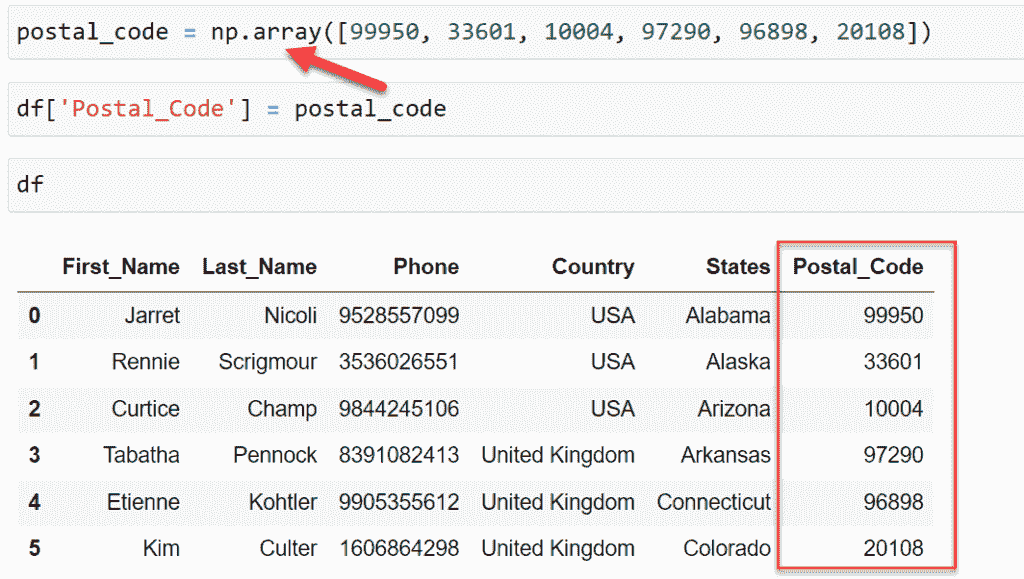 postal_code = np.array([99950, 33601, 10004, 97290, 96898, 20108])
df['Postal_Code'] = postal_code
df
First_Name Last_Name Phone Country States Postal_Code
0 Jarret Nicoli 9528557099 USA Alabama 99950
1 Rennie Scrigmour 3536026551 USA Alaska 33601
2 Curtice Champ 9844245106 USA Arizona 10004
3 Tabatha Pennock 8391082413 United Kingdom Arkansas 97290
4 Etienne Kohtler 9905355612 United Kingdom Connecticut 96898
5 Kim Culter 1606864298 United Kingdom Colorado 20108